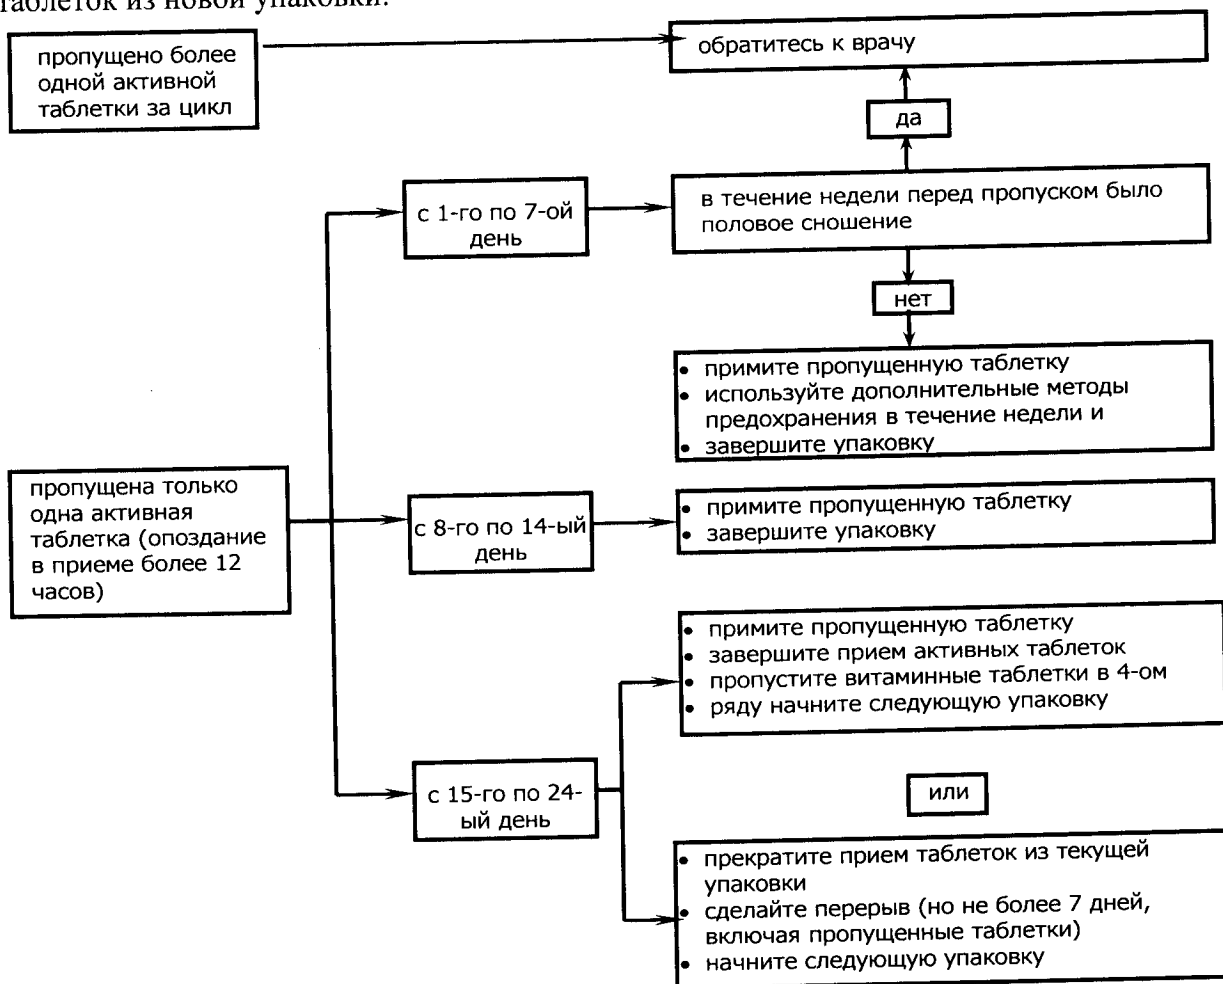 таблеток из новой упаковки.
пропущено более
одной активной
таблетки за цикл
обратитесь к врачу
да
с 1-го по 7-ой
день
в течение недели перед пропуском было
половое сношение
нет
• примите пропущенную таблетку
• используйте дополнительные методы
предохранения в течение недели и
• завершите упаковку
пропущена только
одна активная
таблетка (опоздание
в приеме более 12
часов)
с 8-го по 14-ый
день
• примите пропущенную таблетку
• завершите упаковку
• примите пропущенную таблетку
• завершите прием активных таблеток
• пропустите витаминные таблетки в 4-ом
• ряду начните следующую упаковку
с 15-го по 24-
ый день
или
• прекратите прием таблеток из текущей
упаковки
• сделайте перерыв (но не более 7 дней,
включая пропущенные таблетки)
• начните следующую упаковку